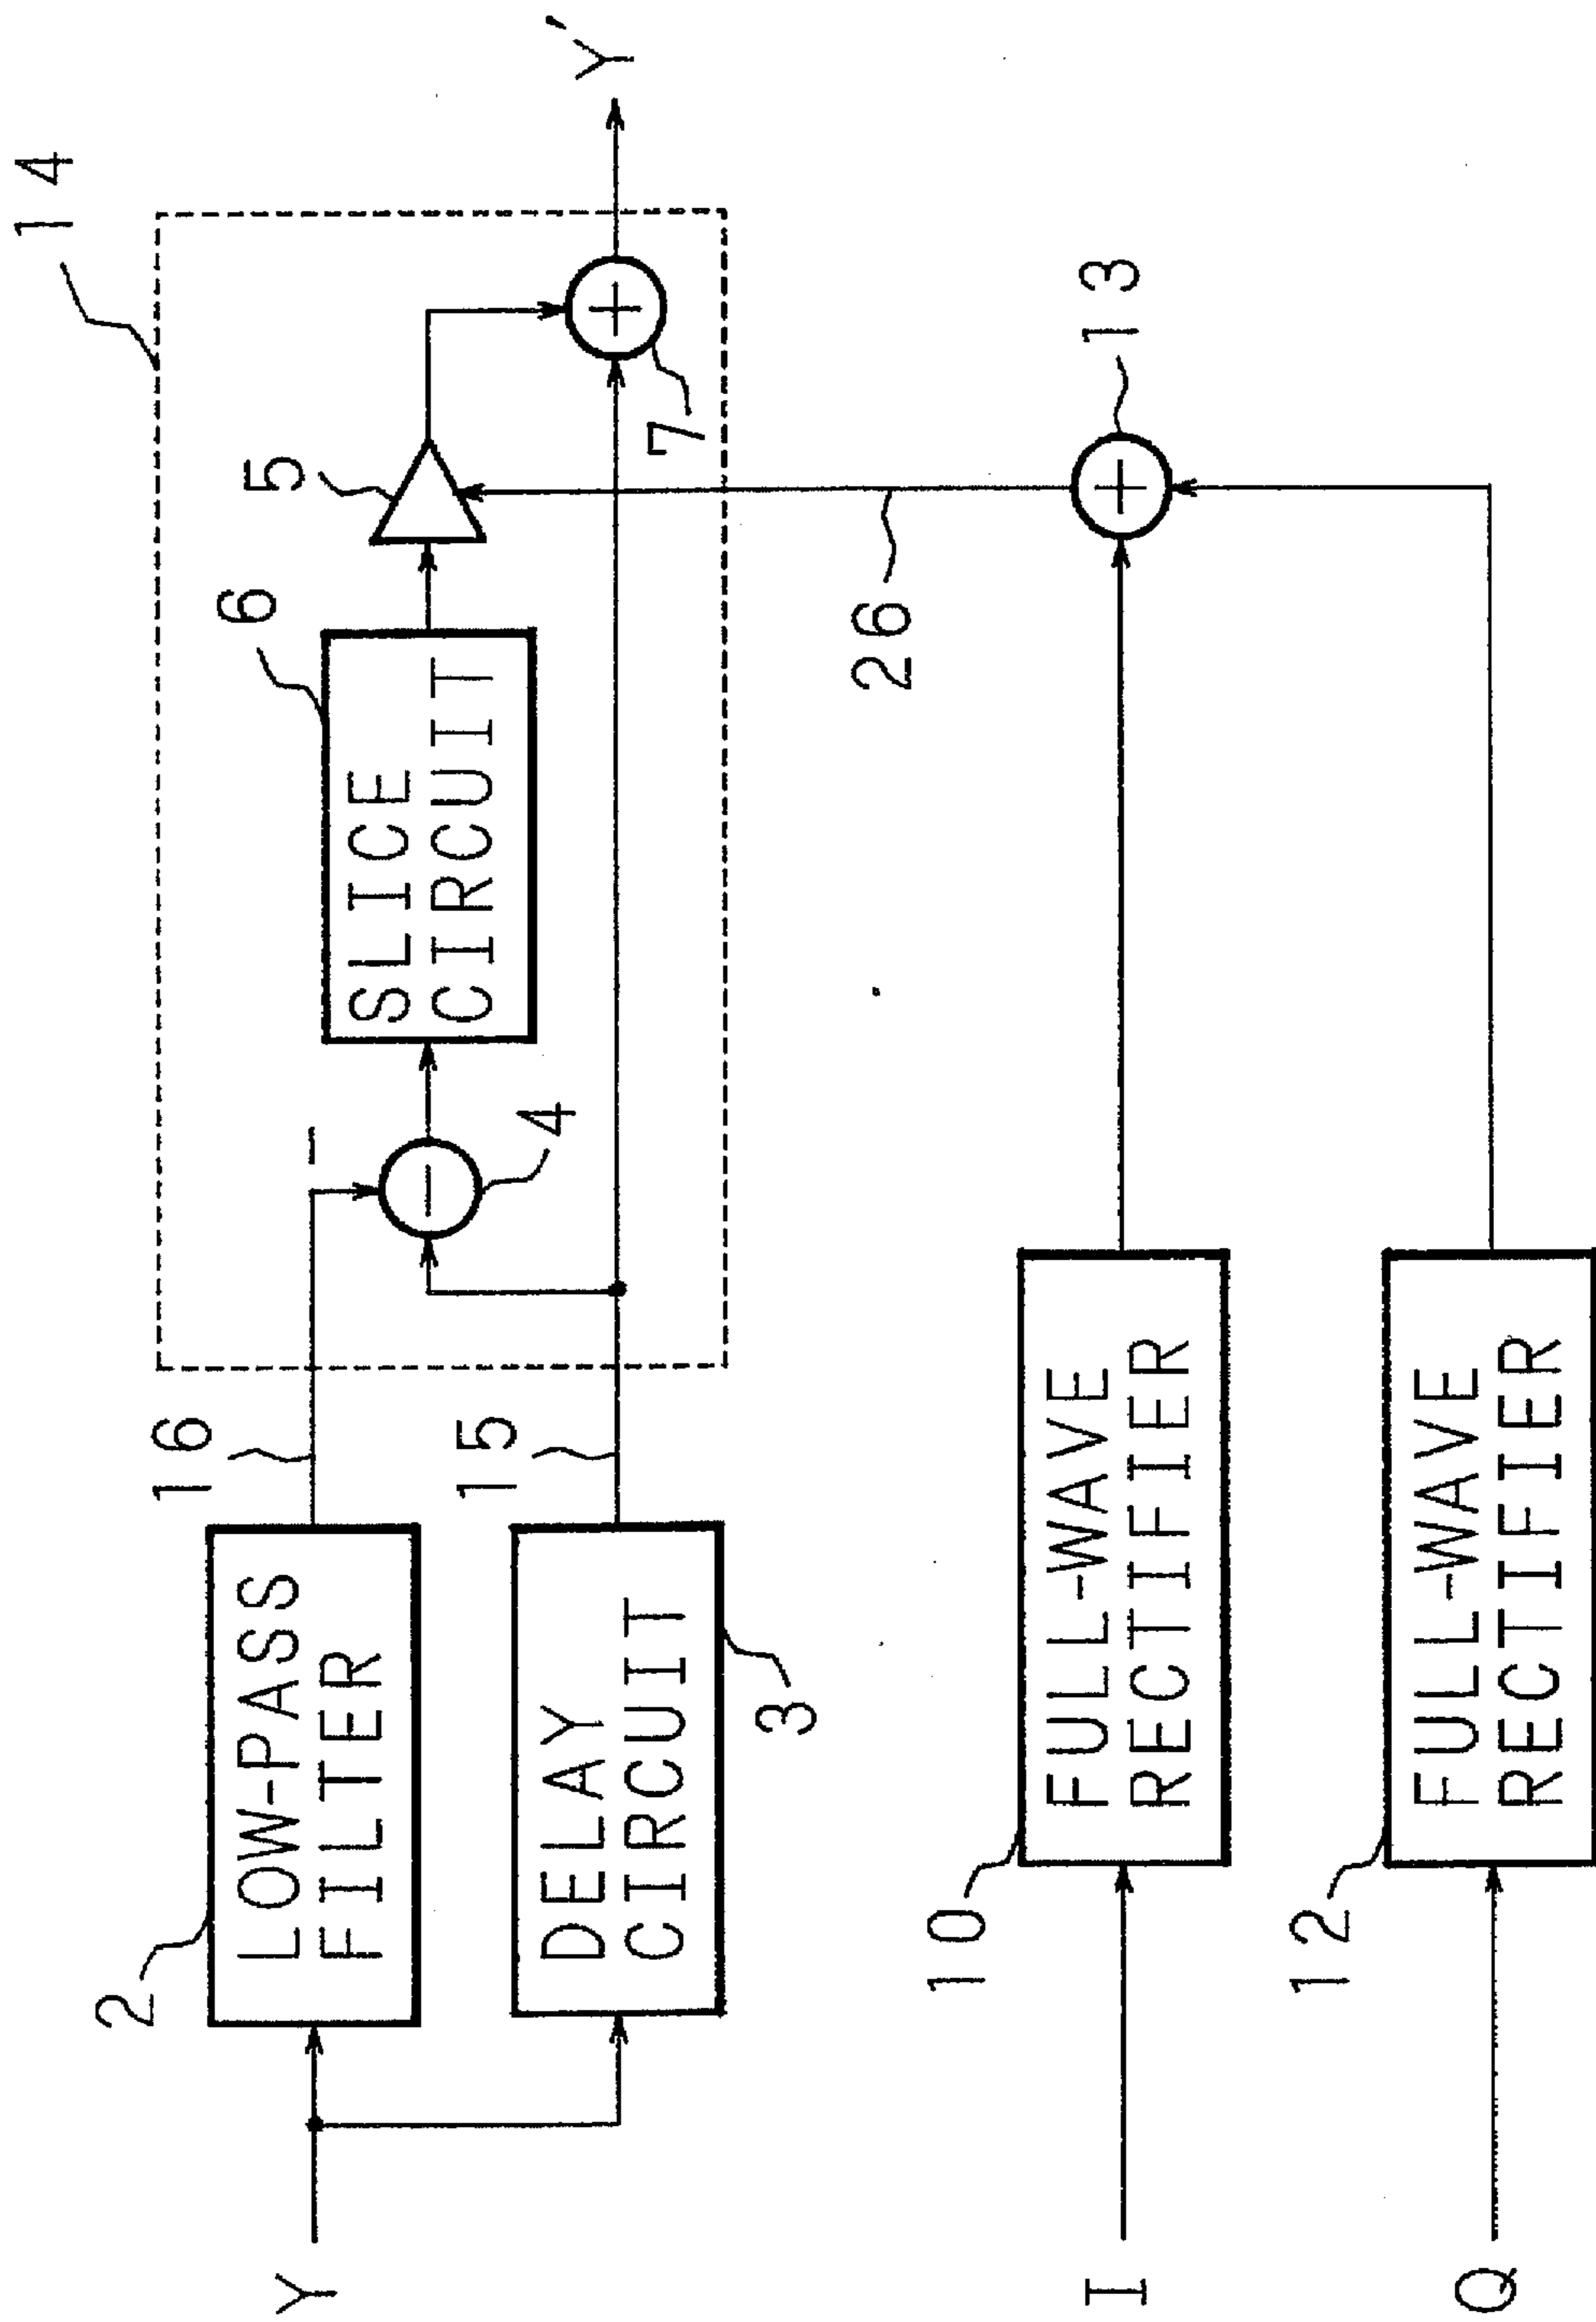 14
Y'
6
5
SLICE
CIRCUIT
7
4
−
16
15
2
LOW-PASS
FILTER
DELAY
CIRCUIT
3
Y
26
+
13
10
FULL-WAVE
RECTIFIER
I
12
FULL-WAVE
RECTIFIER
Q